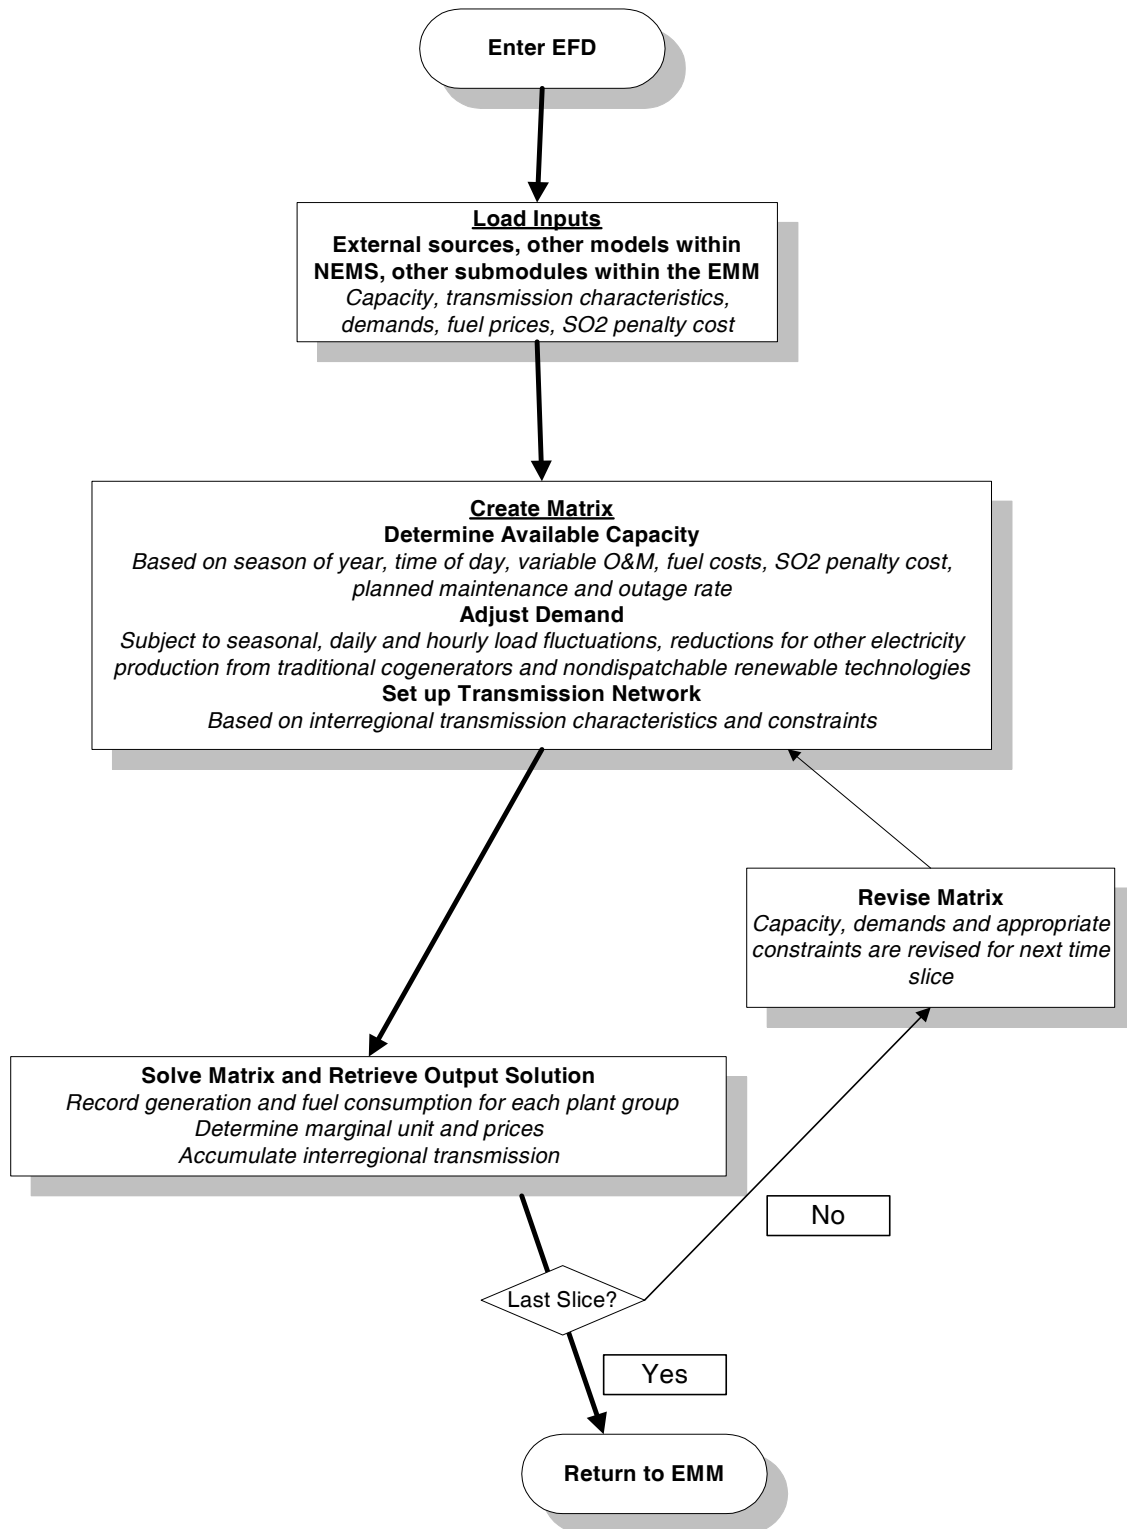 Enter EFD
Load Inputs
External sources, other models within
NEMS, other submodules within the EMM
Capacity, transmission characteristics,
demands, fuel prices, SO2 penalty cost
Create Matrix
Determine Available Capacity
Based on season of year, time of day, variable O&M, fuel costs, SO2 penalty cost,
planned maintenance and outage rate
Adjust Demand
Subject to seasonal, daily and hourly load fluctuations, reductions for other electricity
production from traditional cogenerators and nondispatchable renewable technologies
Set up Transmission Network
Based on interregional transmission characteristics and constraints
Revise Matrix
Capacity, demands and appropriate
constraints are revised for next time
slice
Solve Matrix and Retrieve Output Solution
Record generation and fuel consumption for each plant group
Determine marginal unit and prices
Accumulate interregional transmission
No
Last Slice?
Yes
Return to EMM